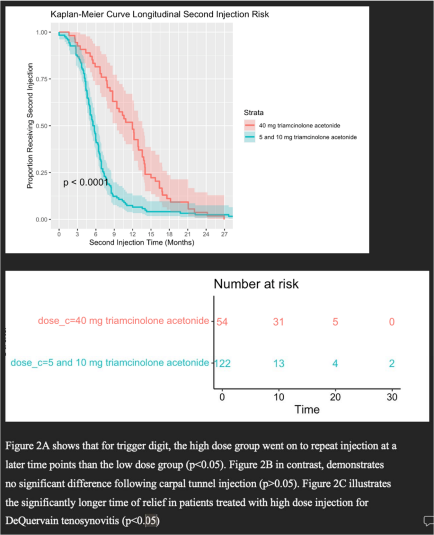 Kaplan-Meier Curve Longitudinal Second Injection Risk
Proportion Receiving Second Injection
1.00
0.75
0.50
0.25
0.00
p < 0.0001
0 3 6 9 12 15 18 21 24 27
Second Injection Time (Months)
Strata
40 mg triamcinolone acetonide
5 and 10 mg triamcinolone acetonide
Number at risk
dose_c=40 mg triamcinolone acetonide 54 31 5 0
dose_c=5 and 10 mg triamcinolone acetonide 122 13 4 2
0 10 20 30
Time
Figure 2A shows that for trigger digit, the high dose group went on to repeat injection at a
later time points than the low dose group (p<0.05). Figure 2B in contrast, demonstrates
no significant difference following carpal tunnel injection (p>0.05). Figure 2C illustrates
the significantly longer time of relief in patients treated with high dose injection for
DeQuervain tenosynovitis (p<0.05)